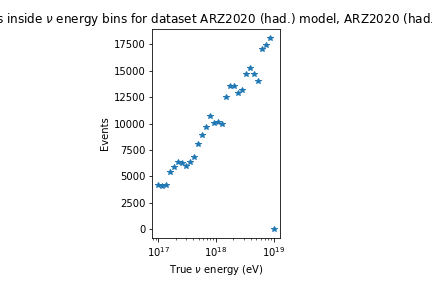 s inside ν energy bins for dataset ARZ2020 (had.) model, ARZ2020 (had.
17500
15000
12500
10000
7500
5000
2500
0
Events
10^17 10^18 10^19
True ν energy (eV)